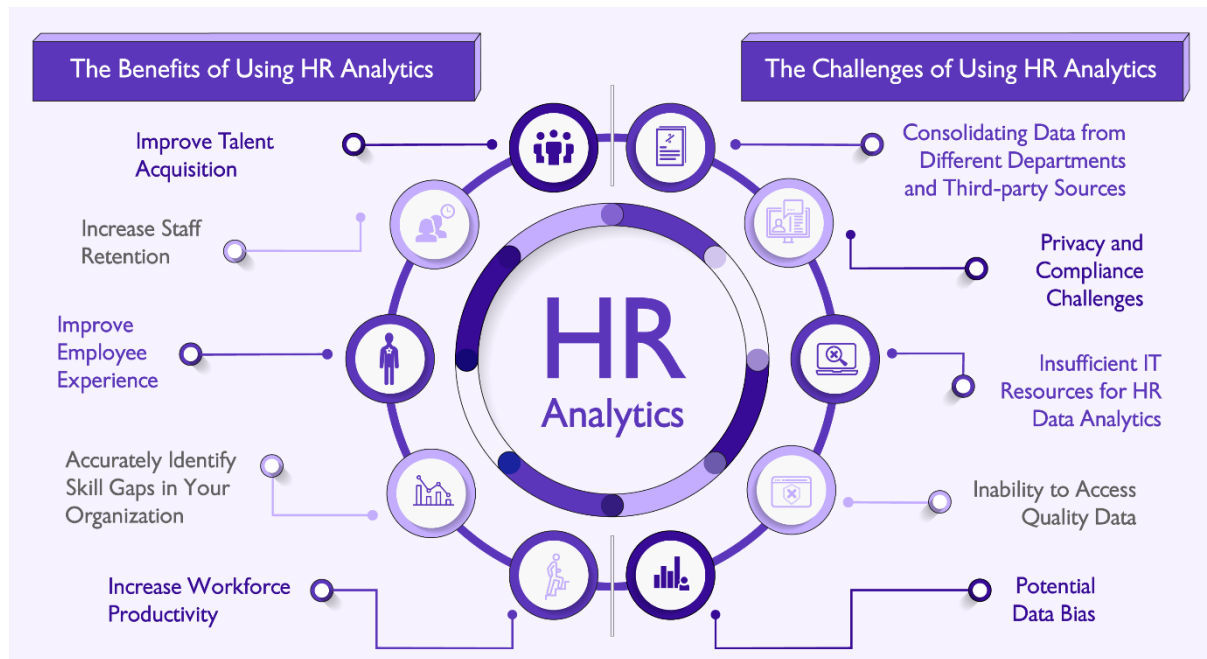 The Benefits of Using HR Analytics
Improve Talent
Acquisition
Increase Staff
Retention
Improve
Employee
Experience
Accurately Identify
Skill Gaps in Your
Organization
Increase Workforce
Productivity
HR
Analytics
The Challenges of Using HR Analytics
Consolidating Data from
Different Departments
and Third-party Sources
Privacy and
Compliance
Challenges
Insufficient IT
Resources for HR
Data Analytics
Inability to Access
Quality Data
Potential
Data Bias